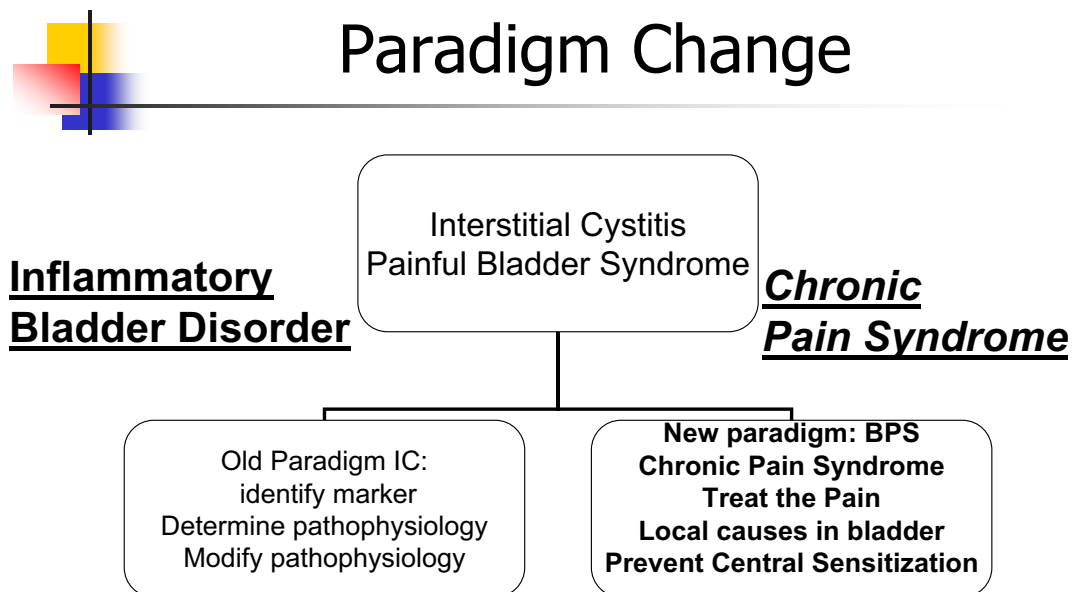 Paradigm Change
Interstitial Cystitis
Painful Bladder Syndrome
Inflammatory
Bladder Disorder
Chronic
Pain Syndrome
Old Paradigm IC:
identify marker
Determine pathophysiology
Modify pathophysiology
New paradigm: BPS
Chronic Pain Syndrome
Treat the Pain
Local causes in bladder
Prevent Central Sensitization